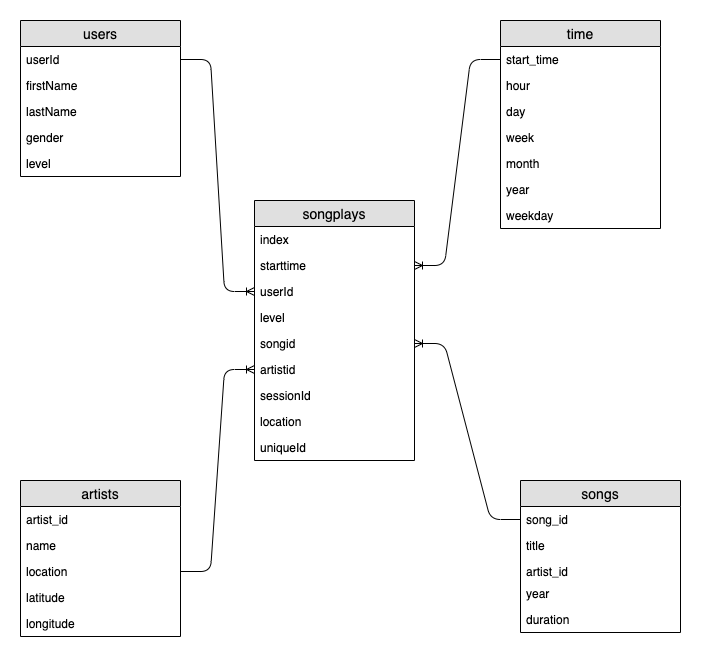 users
userId
firstName
lastName
gender
level
time
start_time
hour
day
week
month
year
weekday
songplays
index
starttime
userId
level
songid
artistid
sessionId
location
uniqueId
artists
artist_id
name
location
latitude
longitude
songs
song_id
title
artist_id
year
duration